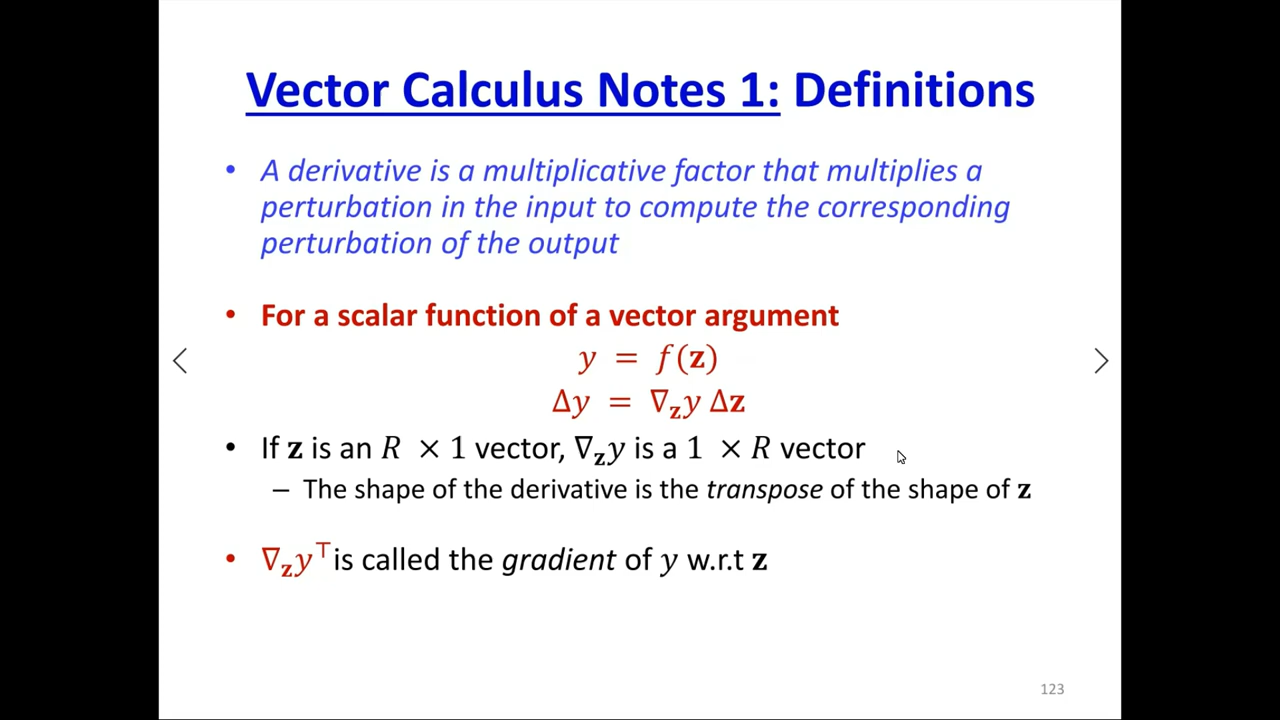 Vector Calculus Notes 1: Definitions
• A derivative is a multiplicative factor that multiplies a
perturbation in the input to compute the corresponding
perturbation of the output
• For a scalar function of a vector argument
y = f(𝐳)
Δy = ∇_𝐳y Δ𝐳
• If 𝐳 is an R × 1 vector, ∇_𝐳y is a 1 × R vector
– The shape of the derivative is the transpose of the shape of 𝐳
• ∇_𝐳y^⊤ is called the gradient of y w.r.t 𝐳
123